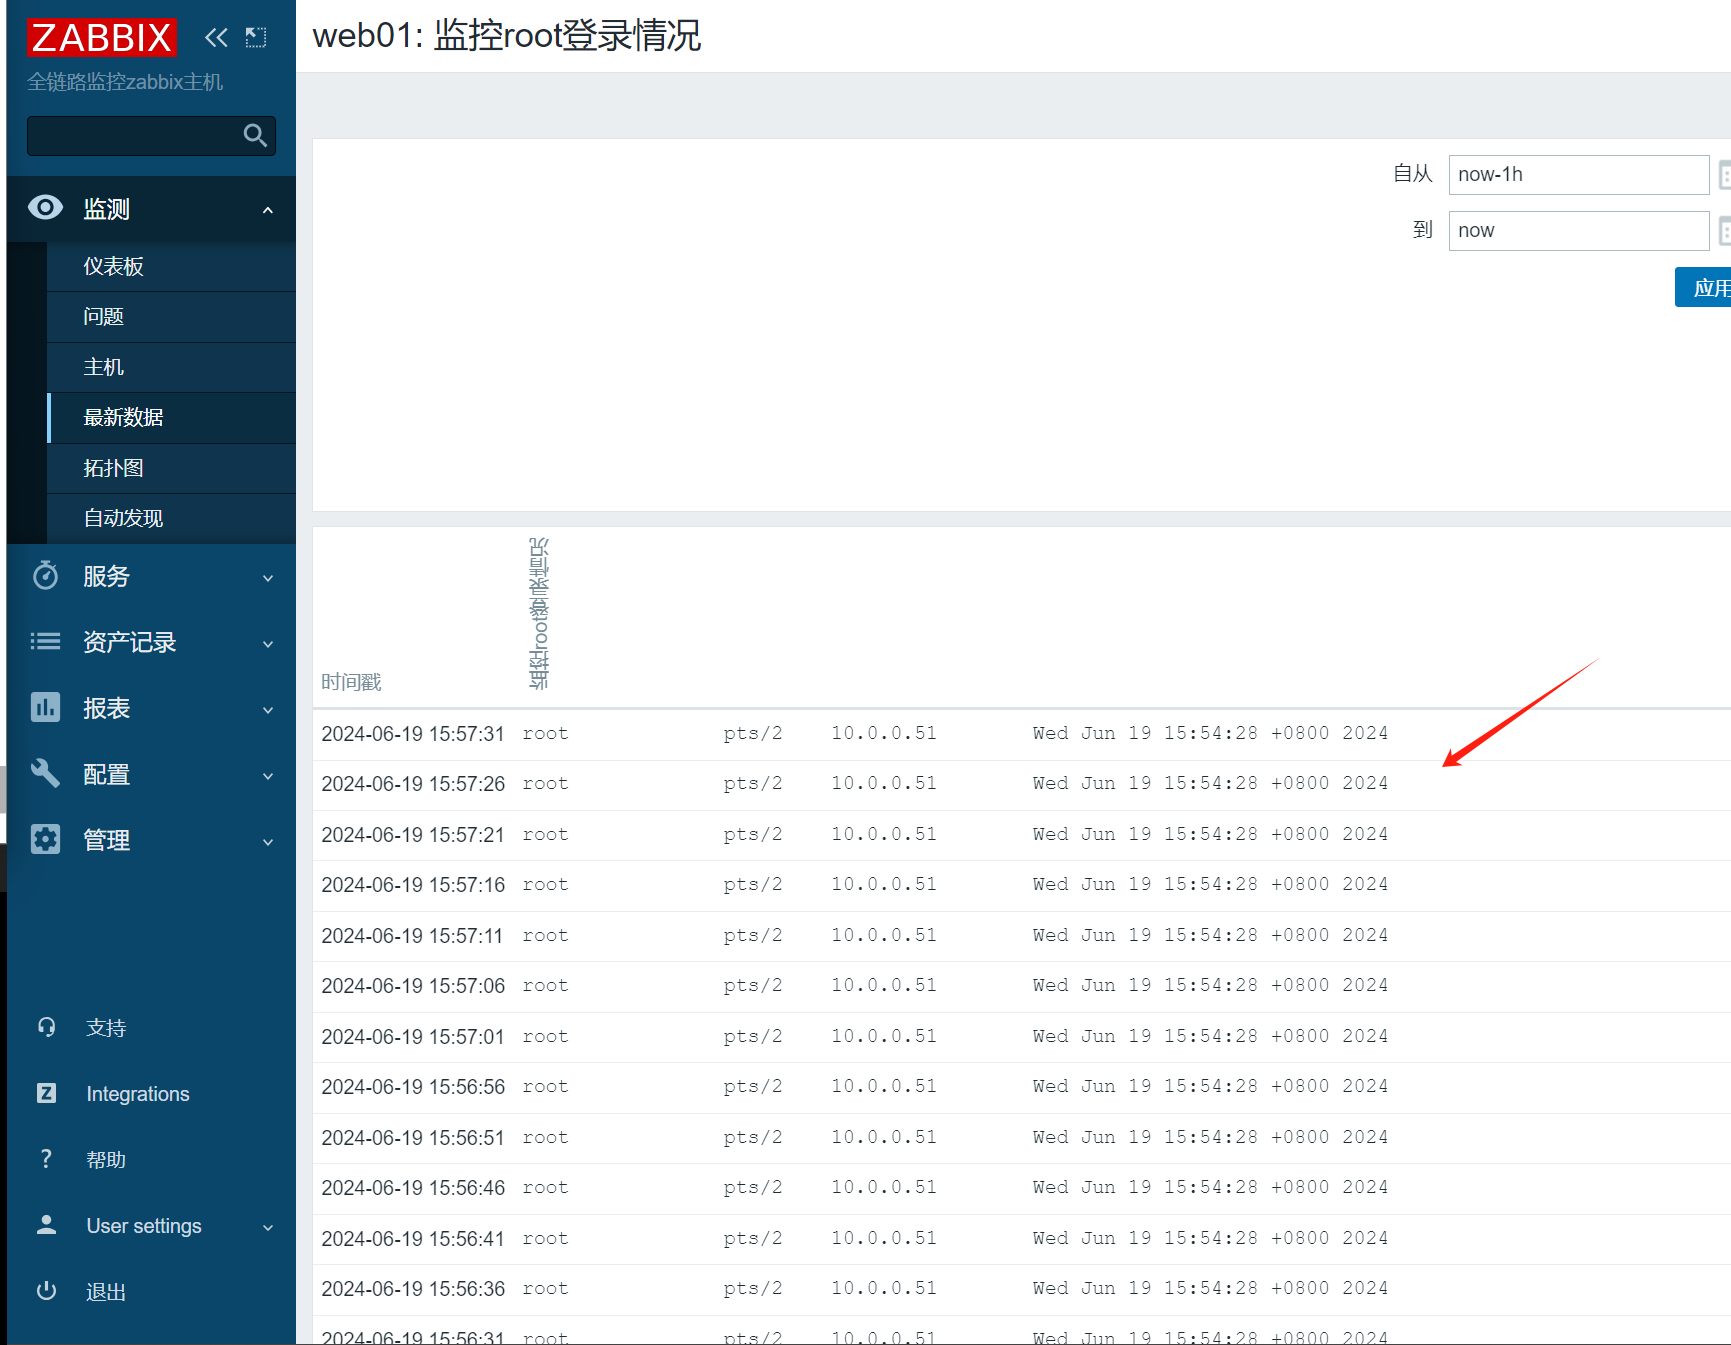 ZABBIX
全链路监控zabbix主机
监测
仪表板
问题
主机
最新数据
拓扑图
自动发现
服务
资产记录
报表
配置
管理
支持
Integrations
帮助
User settings
退出
web01: 监控root登录情况
自从 now-1h
到 now
应用
时间戳 监控root登录情况
2024-06-19 15:57:31 root pts/2 10.0.0.51 Wed Jun 19 15:54:28 +0800 2024
2024-06-19 15:57:26 root pts/2 10.0.0.51 Wed Jun 19 15:54:28 +0800 2024
2024-06-19 15:57:21 root pts/2 10.0.0.51 Wed Jun 19 15:54:28 +0800 2024
2024-06-19 15:57:16 root pts/2 10.0.0.51 Wed Jun 19 15:54:28 +0800 2024
2024-06-19 15:57:11 root pts/2 10.0.0.51 Wed Jun 19 15:54:28 +0800 2024
2024-06-19 15:57:06 root pts/2 10.0.0.51 Wed Jun 19 15:54:28 +0800 2024
2024-06-19 15:57:01 root pts/2 10.0.0.51 Wed Jun 19 15:54:28 +0800 2024
2024-06-19 15:56:56 root pts/2 10.0.0.51 Wed Jun 19 15:54:28 +0800 2024
2024-06-19 15:56:51 root pts/2 10.0.0.51 Wed Jun 19 15:54:28 +0800 2024
2024-06-19 15:56:46 root pts/2 10.0.0.51 Wed Jun 19 15:54:28 +0800 2024
2024-06-19 15:56:41 root pts/2 10.0.0.51 Wed Jun 19 15:54:28 +0800 2024
2024-06-19 15:56:36 root pts/2 10.0.0.51 Wed Jun 19 15:54:28 +0800 2024
2024-06-19 15:56:31 root pts/2 10.0.0.51 Wed Jun 19 15:54:28 +0800 2024